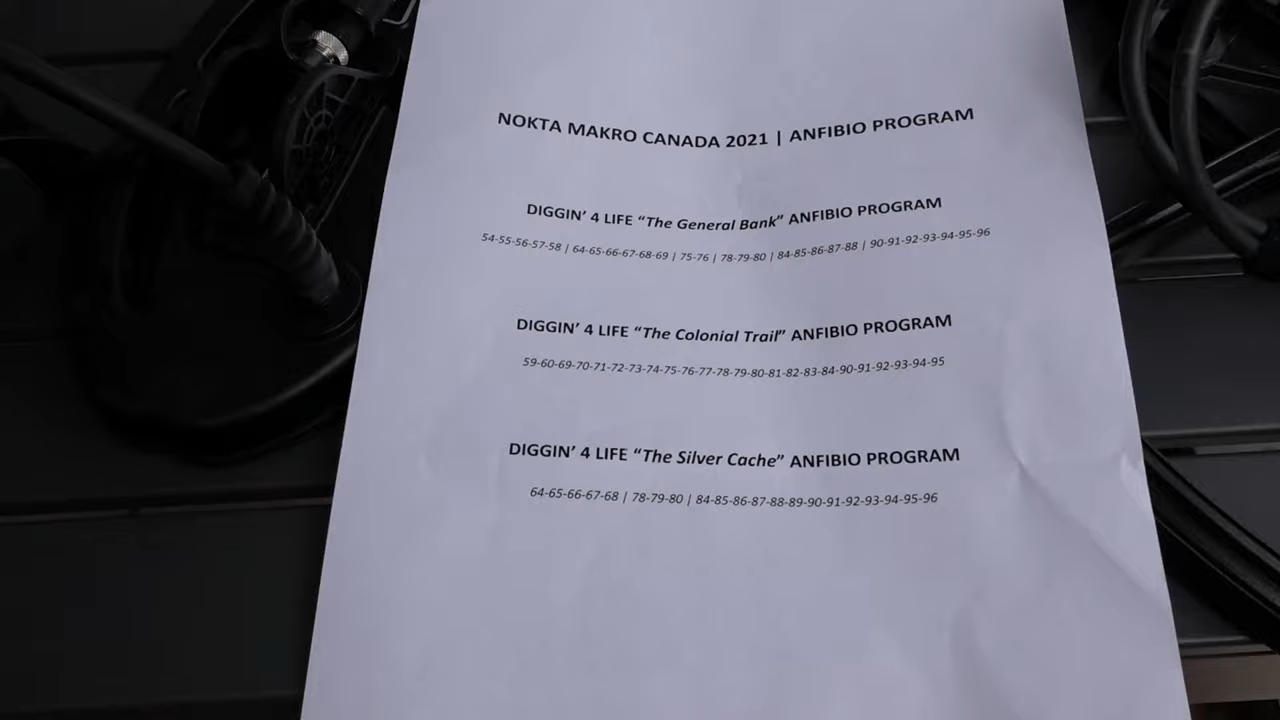 NOKTA MAKRO CANADA 2021 | ANFIBIO PROGRAM
DIGGIN' 4 LIFE “The General Bank” ANFIBIO PROGRAM
54-55-56-57-58 | 64-65-66-67-68-69 | 75-76 | 78-79-80 | 84-85-86-87-88 | 90-91-92-93-94-95-96
DIGGIN' 4 LIFE “The Colonial Trail” ANFIBIO PROGRAM
59-60-69-70-71-72-73-74-75-76-77-78-79-80-81-82-83-84-90-91-92-93-94-95
DIGGIN' 4 LIFE “The Silver Cache” ANFIBIO PROGRAM
64-65-66-67-68 | 78-79-80 | 84-85-86-87-88-89-90-91-92-93-94-95-96